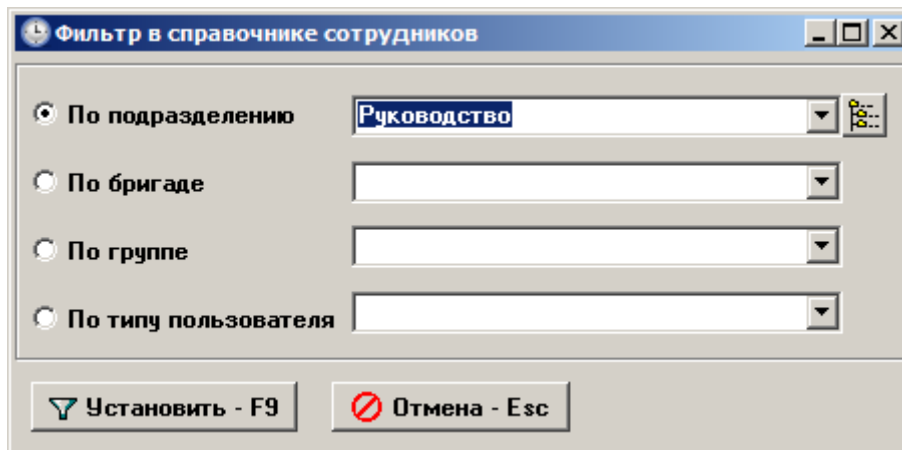 Фильтр в справочнике сотрудников
По подразделению Руководство
По бригаде
По группе
По типу пользователя
Установить - F9 Отмена - Esc